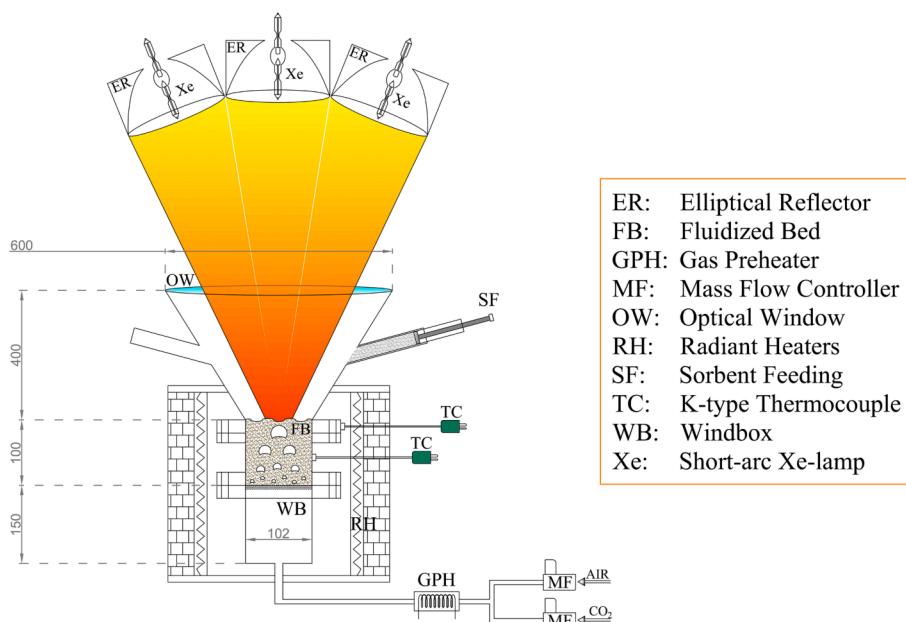 ER
ER
ER
Xe
Xe
Xe
600
OW
SF
400
TC
FB
TC
100
WB
150
102
RH
GPH
MF
AIR
MF
CO₂
ER: Elliptical Reflector
FB: Fluidized Bed
GPH: Gas Preheater
MF: Mass Flow Controller
OW: Optical Window
RH: Radiant Heaters
SF: Sorbent Feeding
TC: K-type Thermocouple
WB: Windbox
Xe: Short-arc Xe-lamp